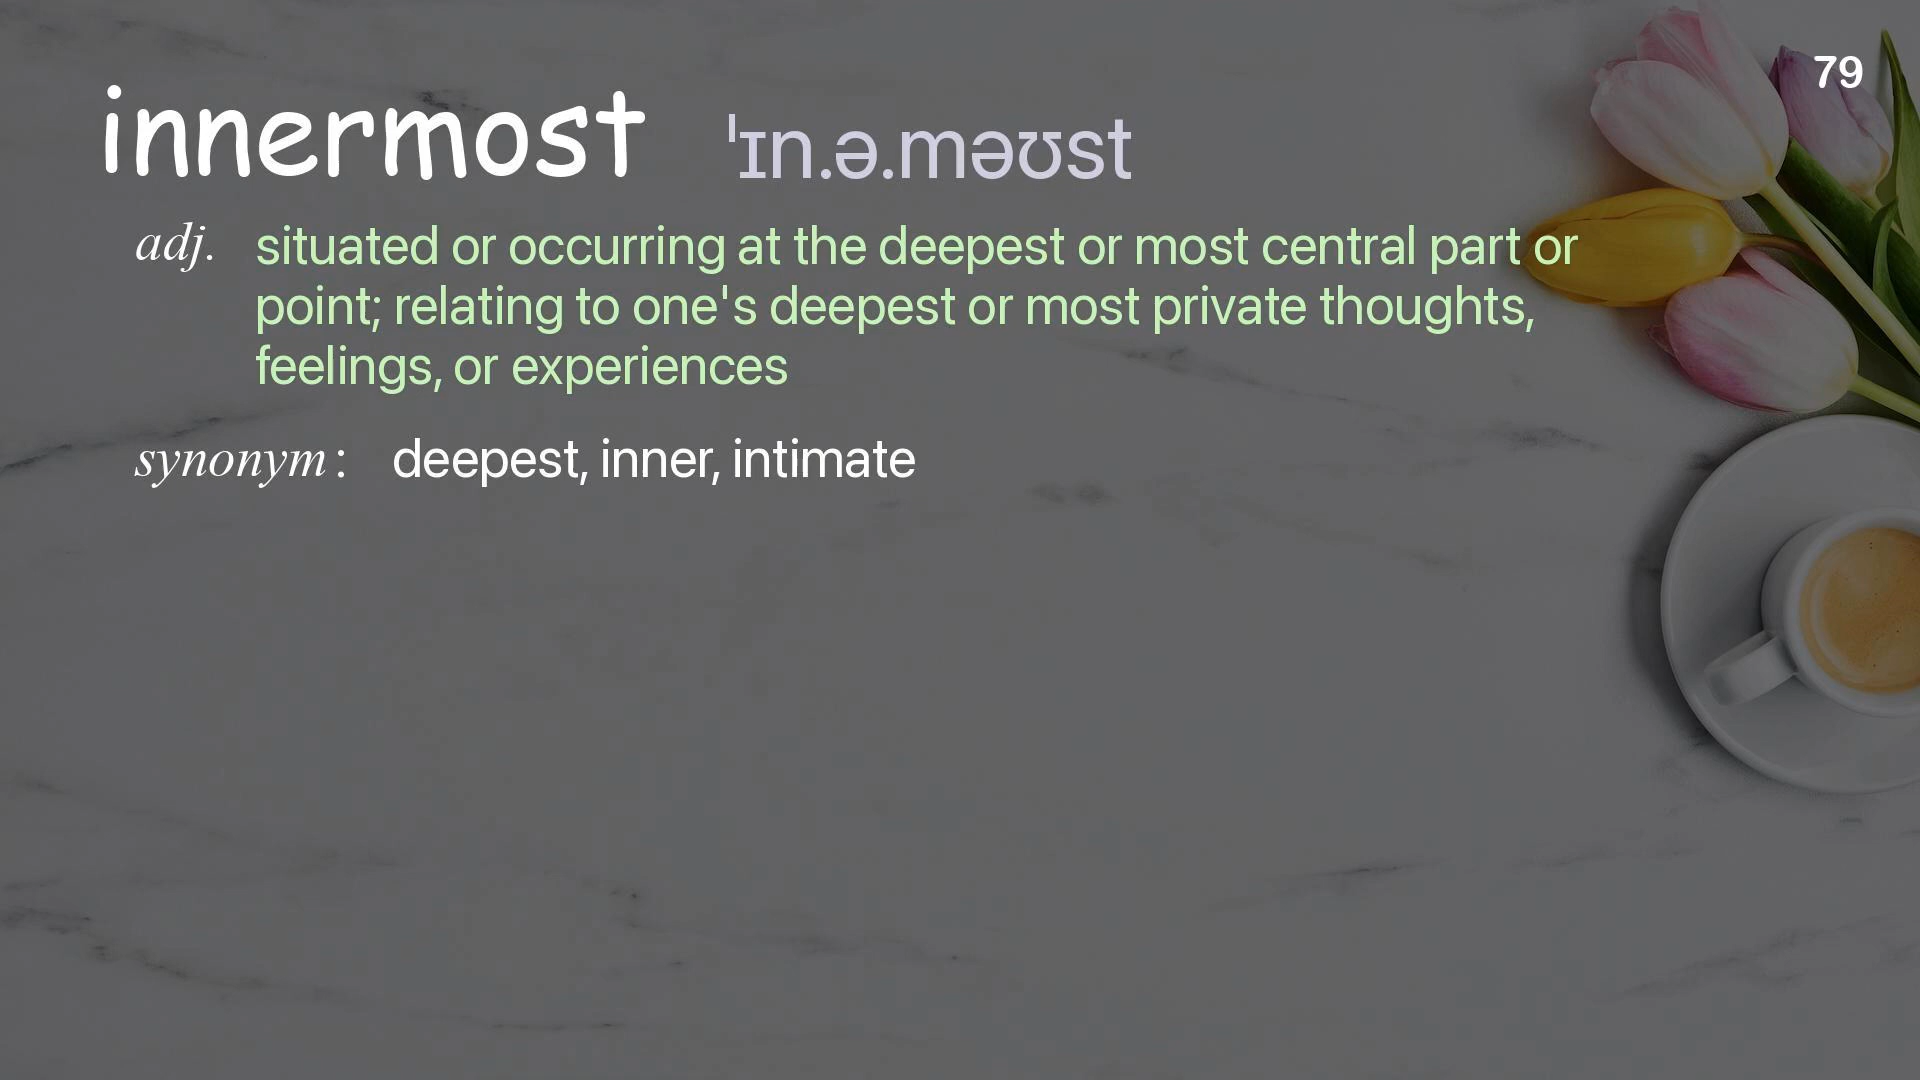 79
innermost ˈɪn.ə.məʊst
adj. situated or occurring at the deepest or most central part or
point; relating to one's deepest or most private thoughts,
feelings, or experiences
synonym: deepest, inner, intimate